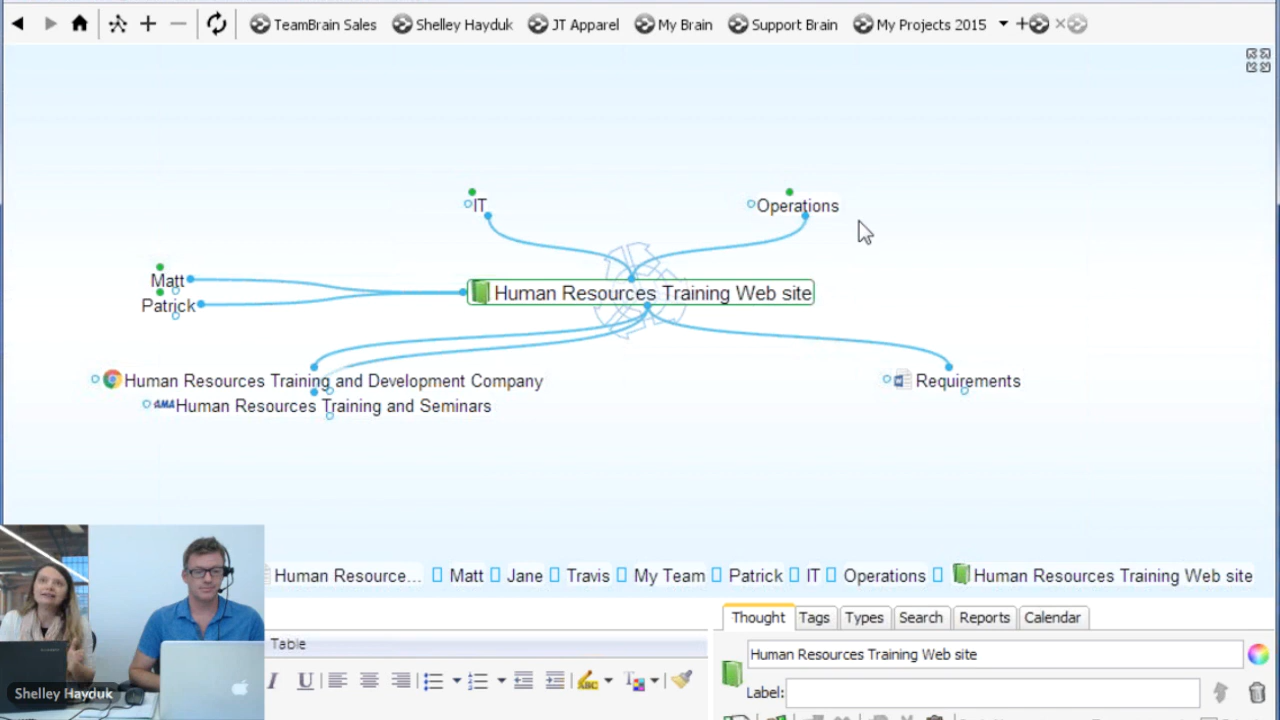 TeamBrain Sales Shelley Hayduk JT Apparel My Brain Support Brain My Projects 2015
IT Operations
Matt Human Resources Training Web site
Patrick
Human Resources Training and Development Company Requirements
AMA Human Resources Training and Seminars
Human Resource... Matt Jane Travis My Team Patrick IT Operations Human Resources Training Web site
Thought Tags Types Search Reports Calendar
Table
Human Resources Training Web site
I U abc T
Label:
Shelley Hayduk